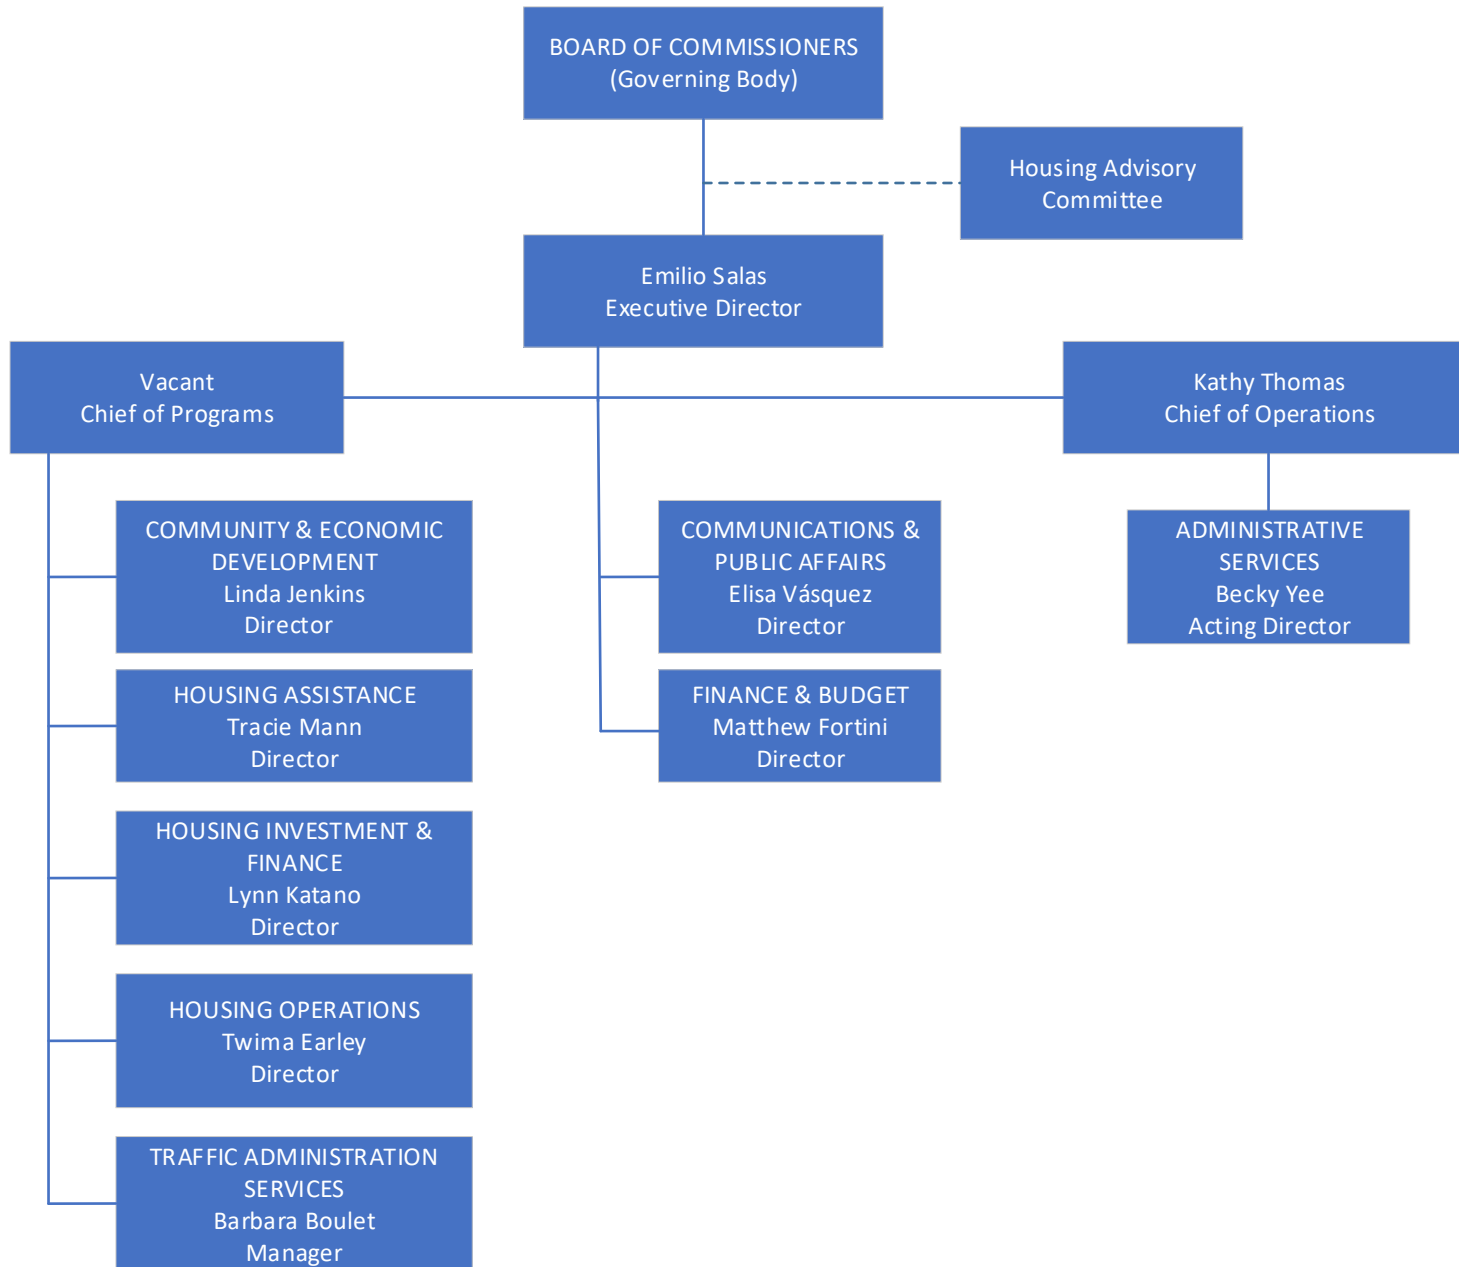 BOARD OF COMMISSIONERS
(Governing Body)
Housing Advisory
Committee
Emilio Salas
Executive Director
Vacant
Chief of Programs
Kathy Thomas
Chief of Operations
COMMUNITY & ECONOMIC
DEVELOPMENT
Linda Jenkins
Director
HOUSING ASSISTANCE
Tracie Mann
Director
HOUSING INVESTMENT &
FINANCE
Lynn Katano
Director
HOUSING OPERATIONS
Twima Earley
Director
TRAFFIC ADMINISTRATION
SERVICES
Barbara Boulet
Manager
COMMUNICATIONS &
PUBLIC AFFAIRS
Elisa Vásquez
Director
FINANCE & BUDGET
Matthew Fortini
Director
ADMINISTRATIVE
SERVICES
Becky Yee
Acting Director